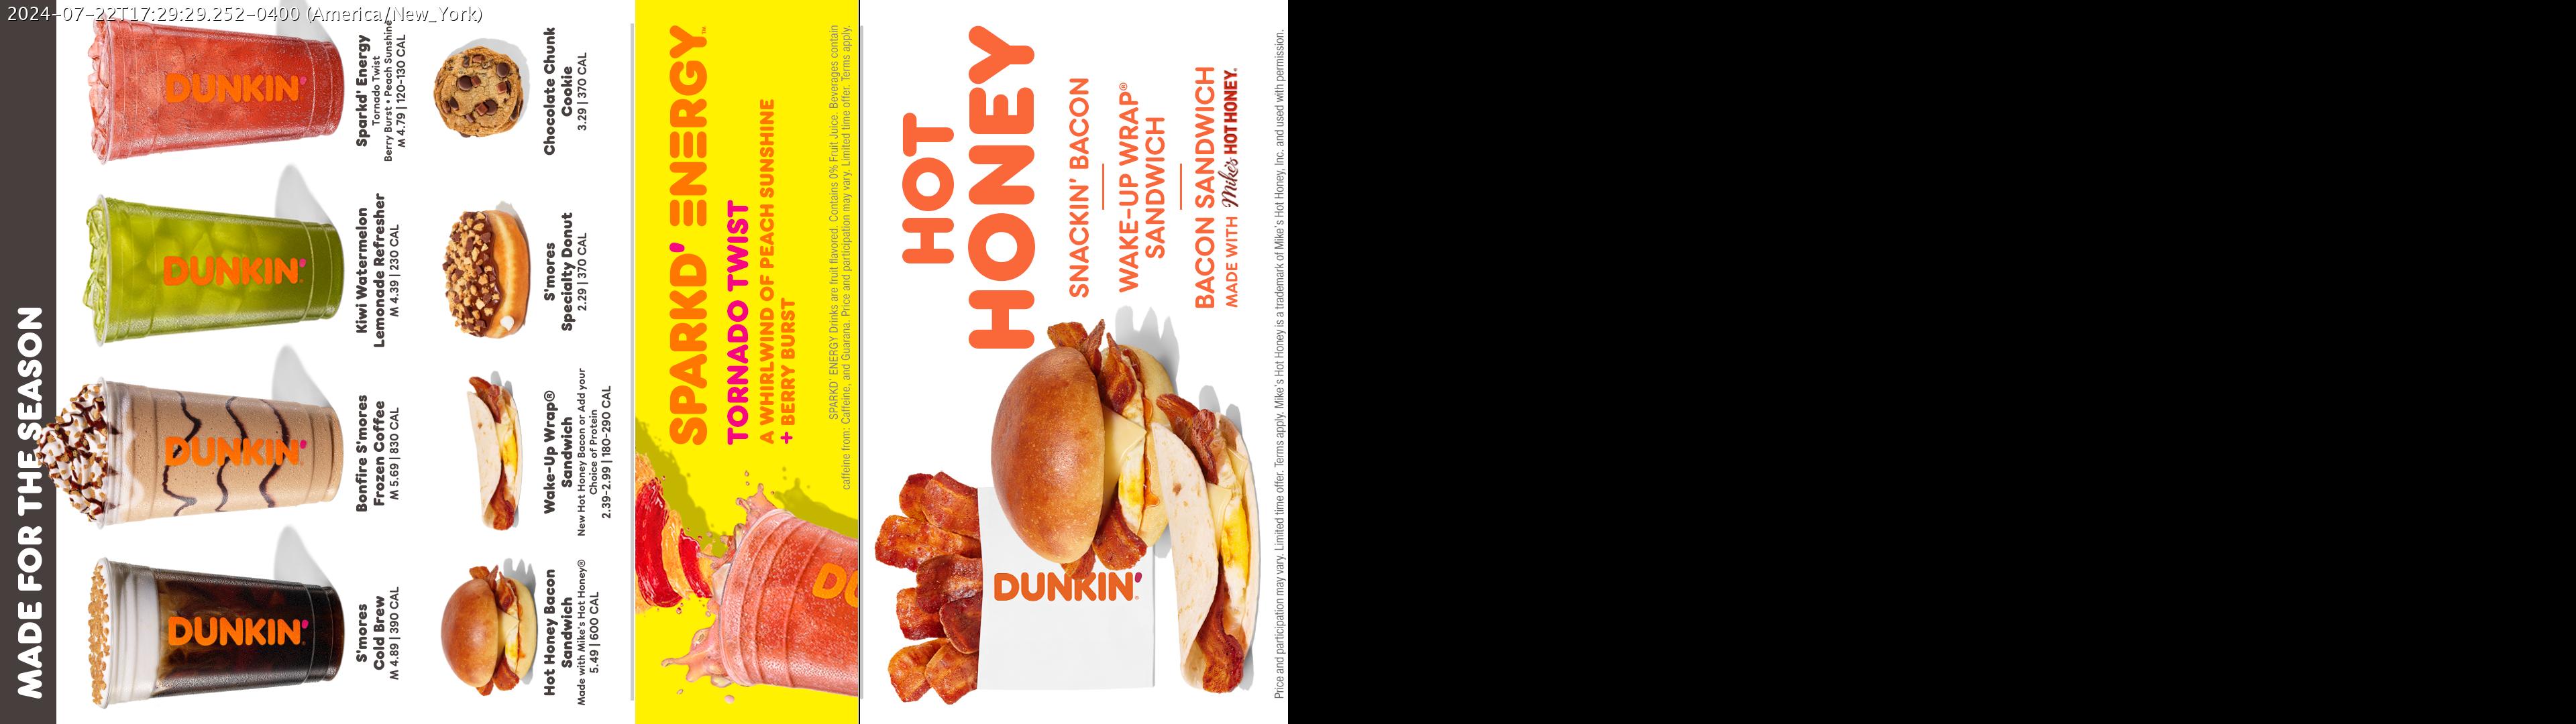 2024-07-22T17:29:29.252-0400 (America/New_York)
MADE FOR THE SEASON
DUNKIN'
S'mores
Cold Brew
M 4.89 | 390 CAL
DUNKIN'
Bonfire S'mores
Frozen Coffee
M 5.69 | 830 CAL
DUNKIN'
Kiwi Watermelon
Lemonade Refresher
M 4.39 | 230 CAL
DUNKIN'
Sparkd' Energy
Tornado Twist
Berry Burst • Peach Sunshine
M 4.79 | 120-130 CAL
Hot Honey Bacon
Sandwich
Made with Mike's Hot Honey®
5.49 | 600 CAL
Wake-Up Wrap®
Sandwich
New Hot Honey Bacon or Add your
Choice of Protein
2.39-2.99 | 180-290 CAL
S'mores
Specialty Donut
2.29 | 370 CAL
Chocolate Chunk
Cookie
3.29 | 370 CAL
SPARKD' ENERGY™
TORNADO TWIST
A WHIRLWIND OF PEACH SUNSHINE
+ BERRY BURST
DU
SPARKD' ENERGY Drinks are fruit flavored. Contains 0% Fruit Juice. Beverages contain
caffeine from: Caffeine, and Guarana. Price and participation may vary. Limited time offer. Terms apply.
HOT
HONEY
SNACKIN' BACON
WAKE-UP WRAP®
SANDWICH
BACON SANDWICH
MADE WITH Mike's HOT HONEY.
DUNKIN'
Price and participation may vary. Limited time offer. Terms apply. Mike's Hot Honey is a trademark of Mike's Hot Honey, Inc. and used with permission.